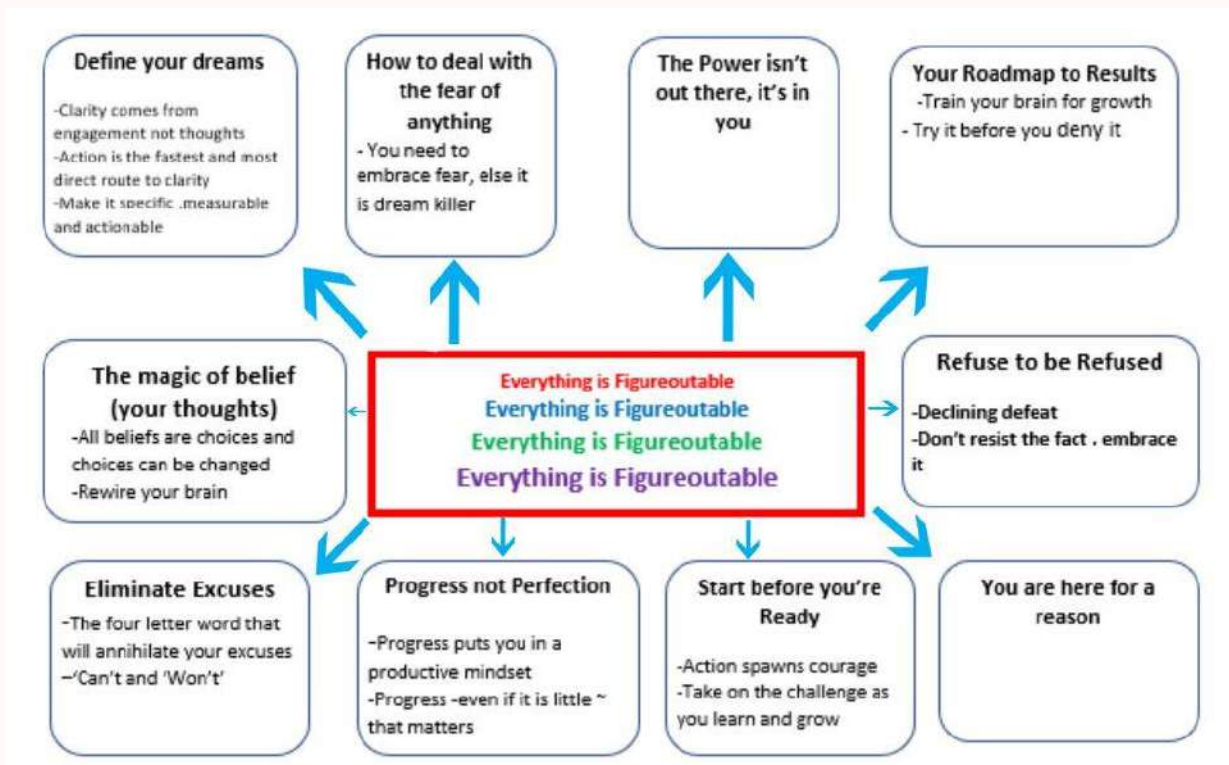 Define your dreams
-Clarity comes from
engagement not thoughts
-Action is the fastest and most
direct route to clarity
-Make it specific .measurable
and actionable
How to deal with
the fear of
anything
- You need to
embrace fear, else it
is dream killer
The Power isn't
out there, it's in
you
Your Roadmap to Results
-Train your brain for growth
- Try it before you deny it
The magic of belief
(your thoughts)
-All beliefs are choices and
choices can be changed
-Rewire your brain
Everything is Figureoutable
Everything is Figureoutable
Everything is Figureoutable
Everything is Figureoutable
Refuse to be Refused
-Declining defeat
-Don't resist the fact . embrace
it
Eliminate Excuses
-The four letter word that
will annihilate your excuses
–‘Can't and ‘Won't’
Progress not Perfection
-Progress puts you in a
productive mindset
-Progress -even if it is little ~
that matters
Start before you're
Ready
-Action spawns courage
-Take on the challenge as
you learn and grow
You are here for a
reason